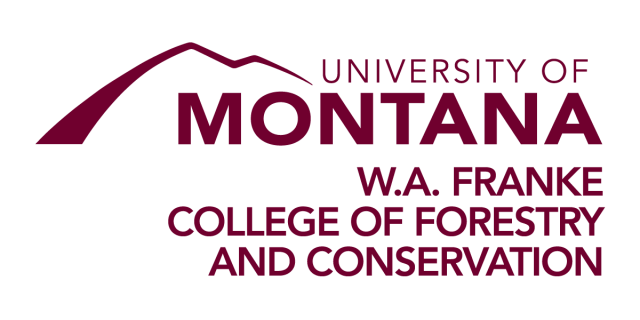 UNIVERSITY OF
MONTANA
W.A. FRANKE
COLLEGE OF FORESTRY
AND CONSERVATION